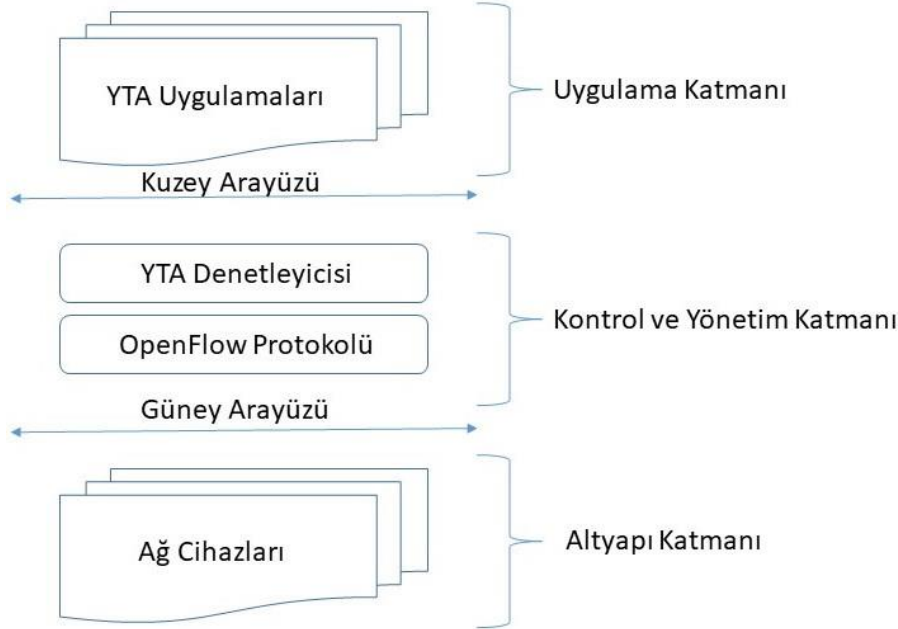 YTA Uygulamaları
Uygulama Katmanı
Kuzey Arayüzü
YTA Denetleyicisi
OpenFlow Protokolü
Kontrol ve Yönetim Katmanı
Güney Arayüzü
Ağ Cihazları
Altyapı Katmanı